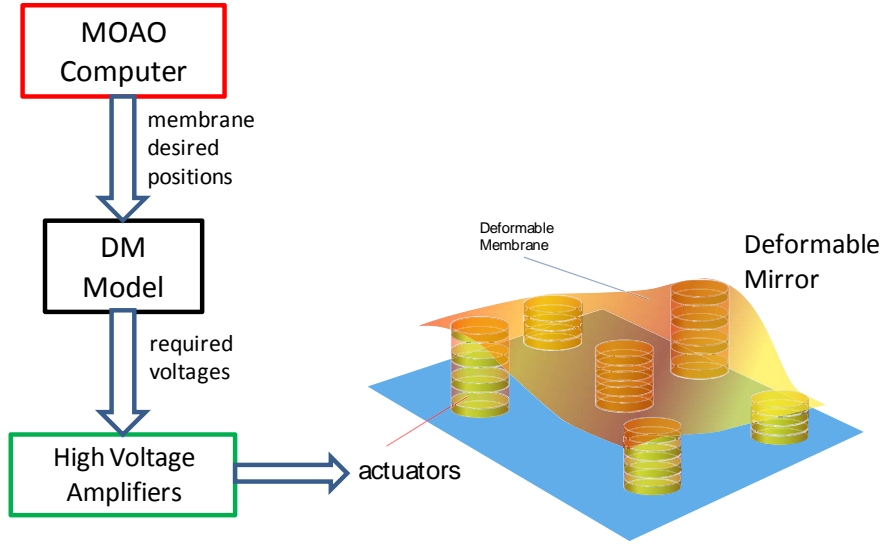 MOAO
Computer
membrane
desired
positions
DM
Model
required
voltages
High Voltage
Amplifiers
actuators
Deformable
Membrane
Deformable
Mirror